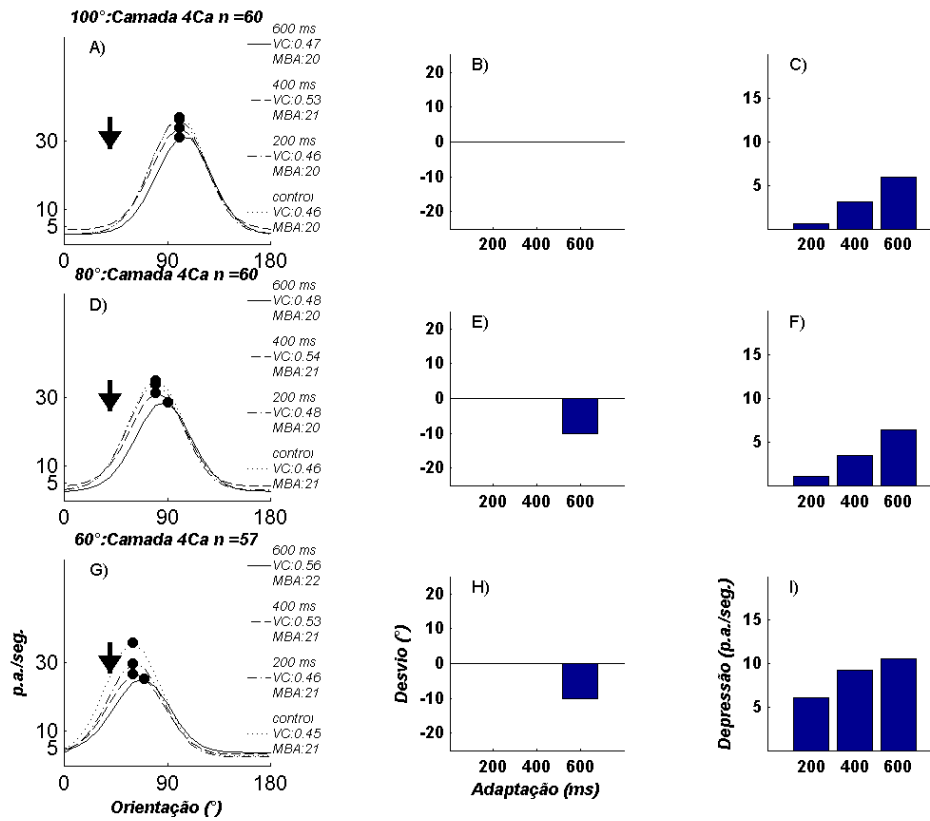 100°:Camada 4Ca n =60
A)
600 ms
VC:0.47
MBA:20
400 ms
VC:0.53
MBA:21
200 ms
VC:0.46
MBA:20
control
VC:0.46
MBA:20
30
10
5
0
90
180
B)
20
10
0
-10
-20
200 400 600
C)
15
10
5
200 400 600
80°:Camada 4Ca n =60
D)
600 ms
VC:0.48
MBA:20
400 ms
VC:0.54
MBA:21
200 ms
VC:0.48
MBA:20
control
VC:0.46
MBA:21
30
10
5
0
90
180
E)
20
10
0
-10
-20
200 400 600
F)
15
10
5
200 400 600
60°:Camada 4Ca n =57
G)
600 ms
VC:0.56
MBA:22
400 ms
VC:0.53
MBA:21
200 ms
VC:0.46
MBA:21
control
VC:0.45
MBA:21
p.a./seg.
30
10
5
0
90
180
Orientação (°)
H)
Desvio (°)
20
10
0
-10
-20
200 400 600
Adaptação (ms)
I)
Depressão (p.a./seg.)
15
10
5
200 400 600